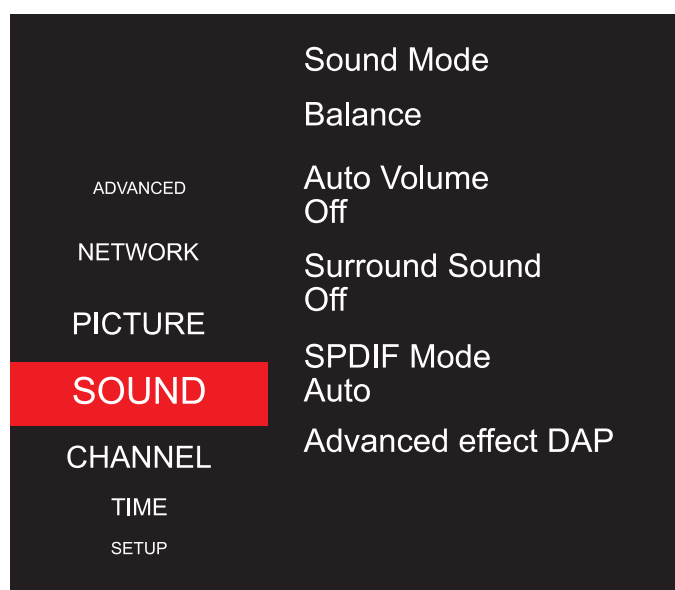 ADVANCED
NETWORK
PICTURE
SOUND
CHANNEL
TIME
SETUP
Sound Mode
Balance
Auto Volume
Off
Surround Sound
Off
SPDIF Mode
Auto
Advanced effect DAP